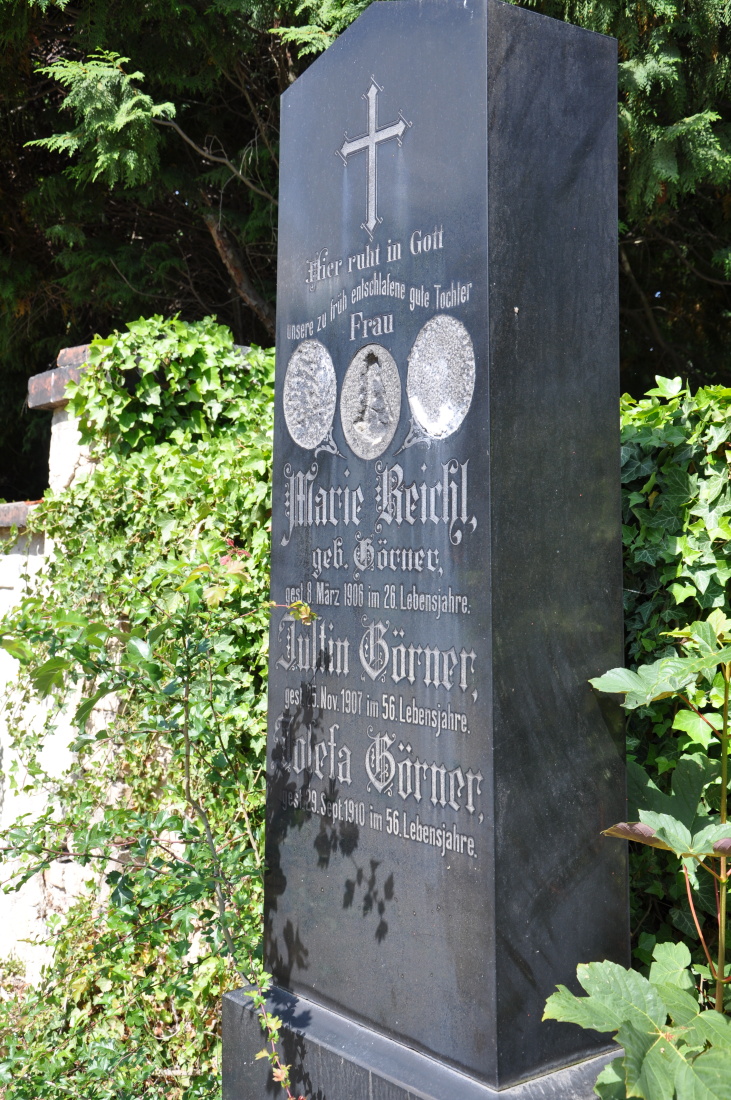 Hier ruht in Gott
unsere zu früh entschlafene gute Tochter
Frau
Marie Reichl,
geb. Görner,
gest. 8. März 1906 im 26. Lebensjahre.
Görner,
gest. 5. Nov. 1907 im 56. Lebensjahre.
Josefa Görner,
gest. 29. Sept. 1910 im 56. Lebensjahre.